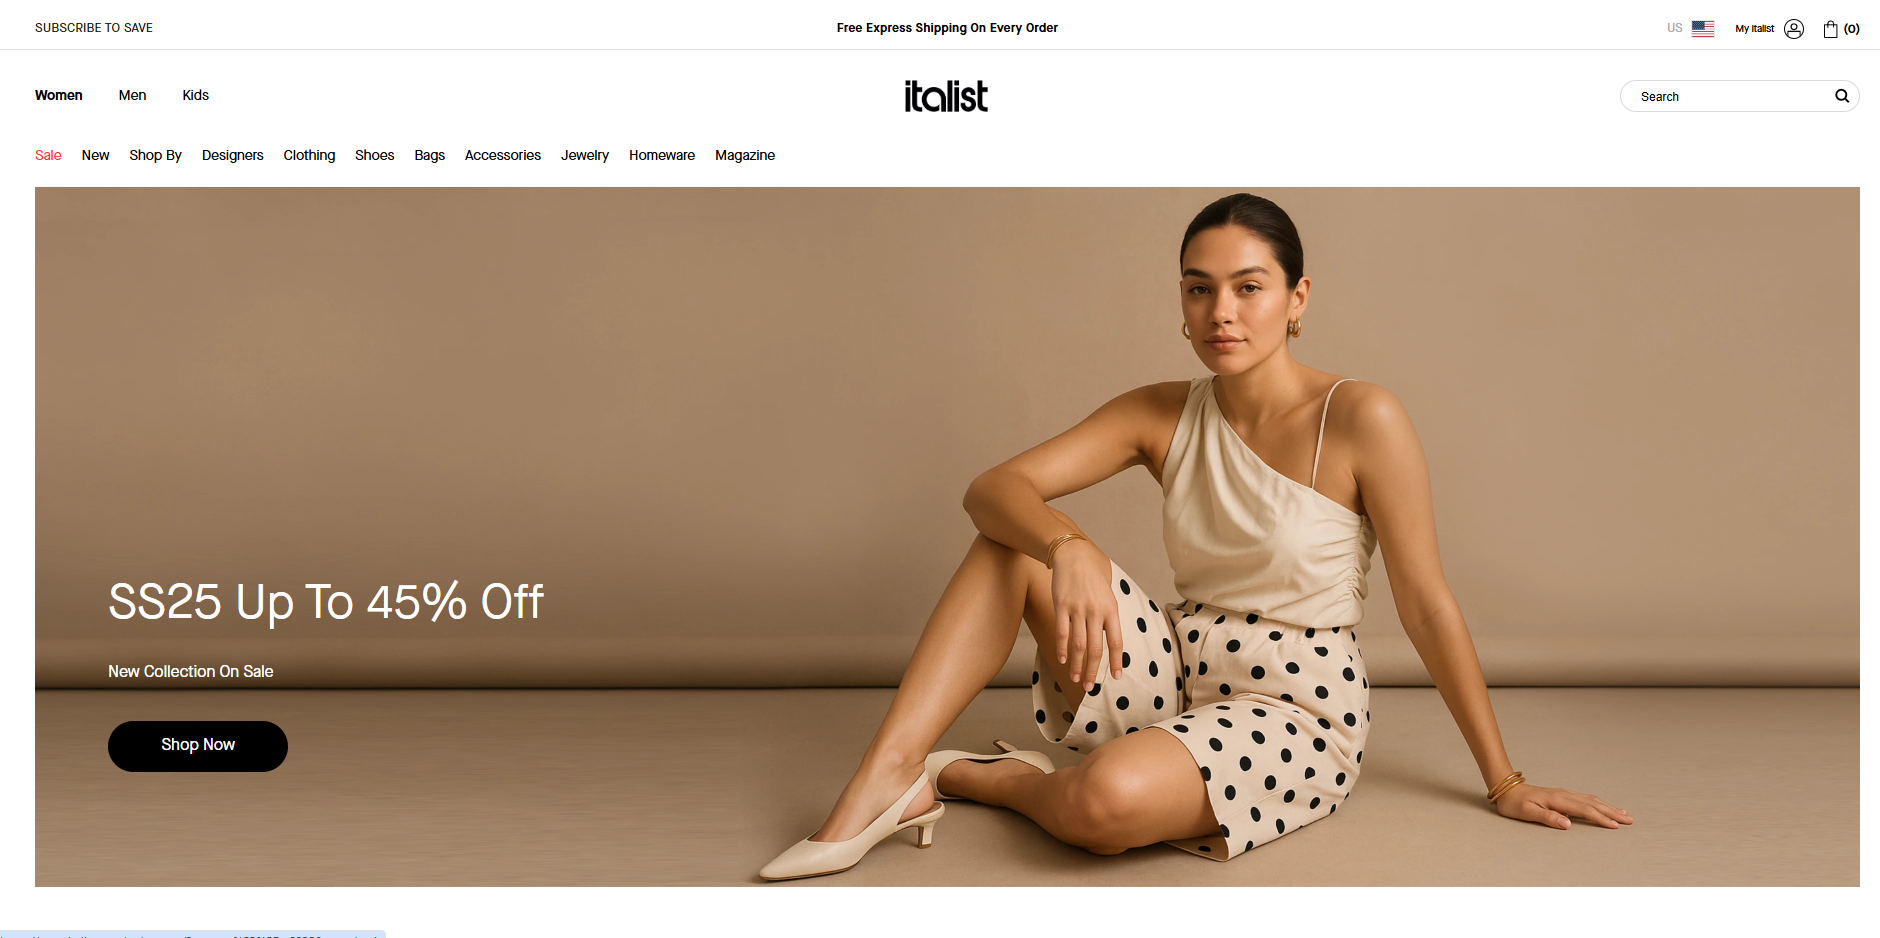 SUBSCRIBE TO SAVE
Free Express Shipping On Every Order
US
My Italist
(0)
Women Men Kids
italist
Search
Sale New Shop By Designers Clothing Shoes Bags Accessories Jewelry Homeware Magazine
SS25 Up To 45% Off
New Collection On Sale
Shop Now